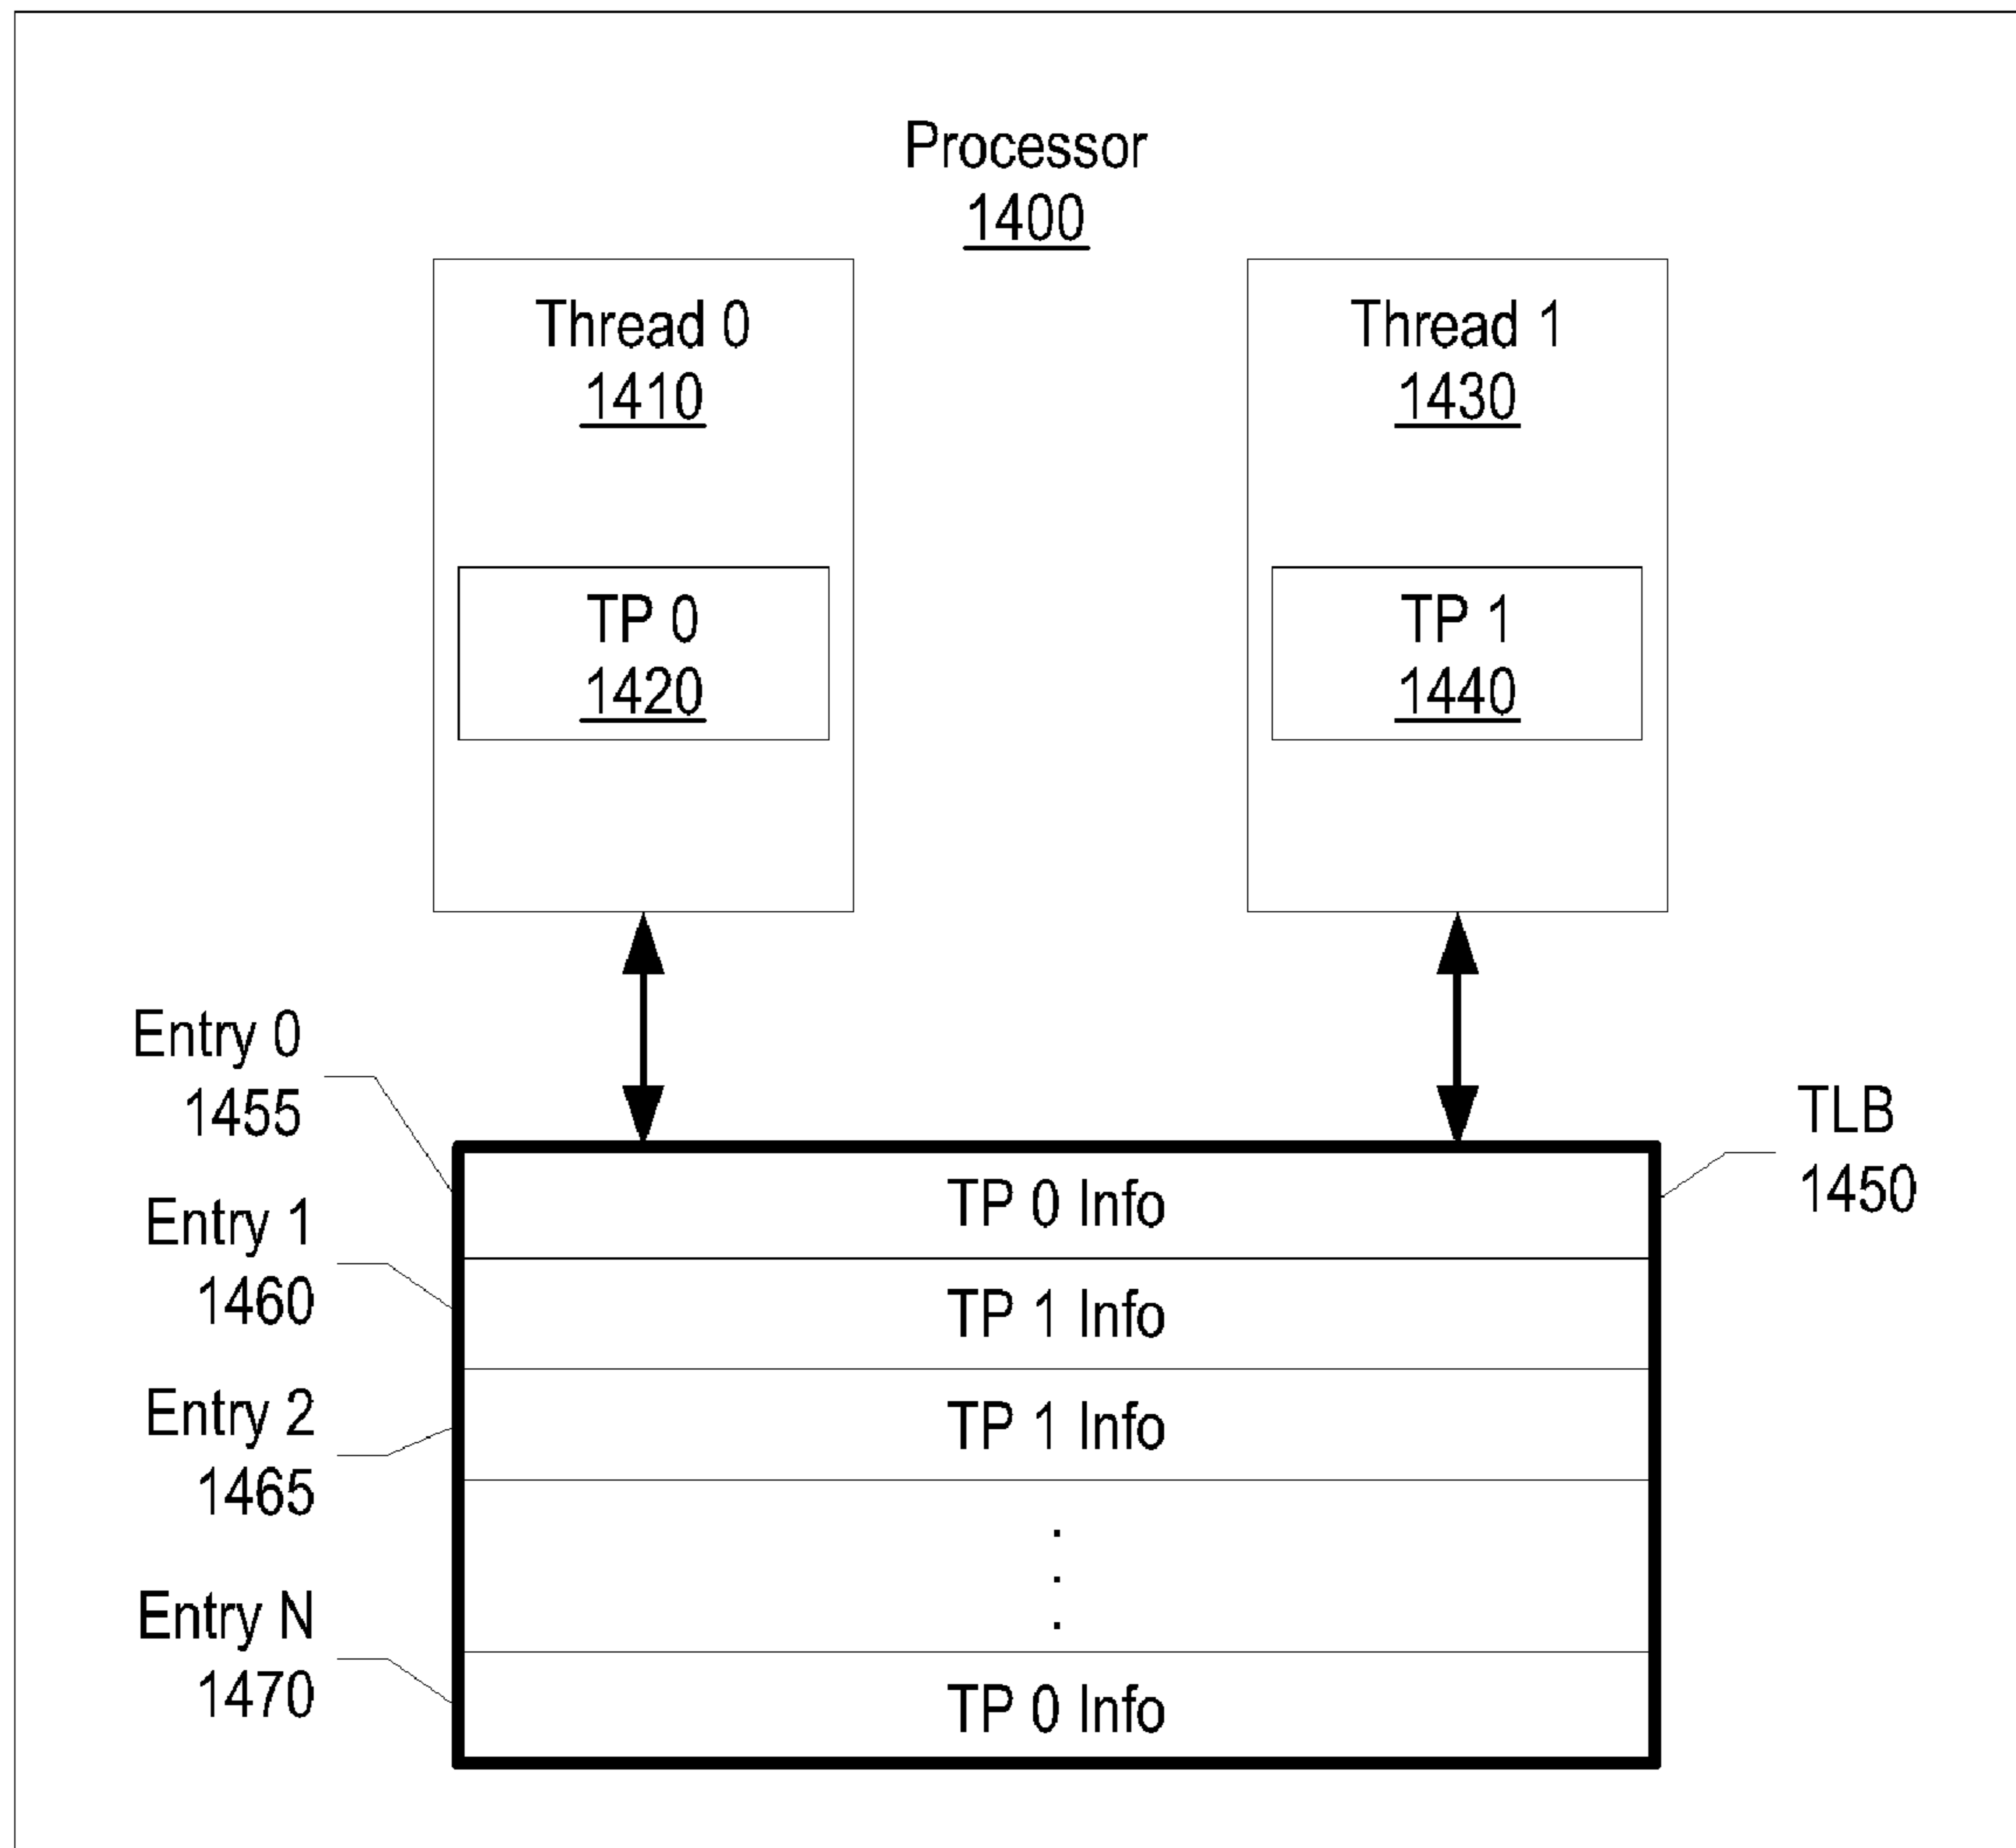 Processor
1400
Thread 0
1410
TP 0
1420
Thread 1
1430
TP 1
1440
Entry 0
1455
Entry 1
1460
Entry 2
1465
Entry N
1470
TP 0 Info
TP 1 Info
TP 1 Info
.
.
.
TP 0 Info
TLB
1450